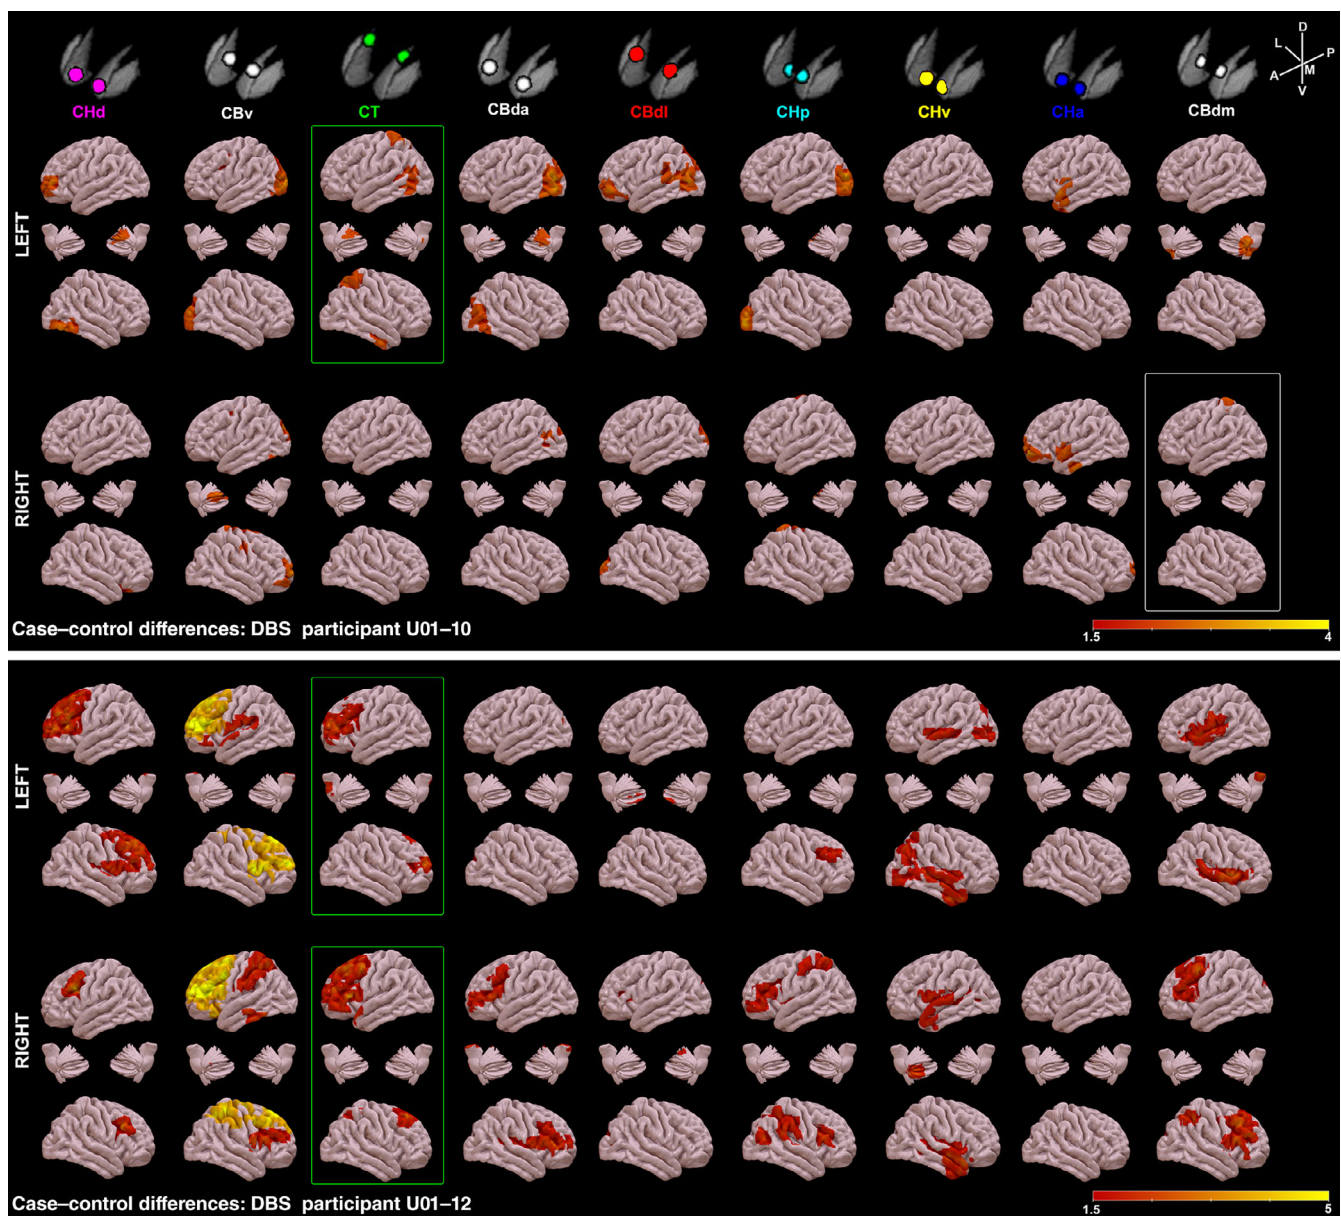 D
L
P
A
M
V
CHd
CBv
CT
CBda
CBdl
CHp
CHv
CHa
CBdm
LEFT
RIGHT
Case–control differences: DBS participant U01–10
1.5
4
LEFT
RIGHT
Case–control differences: DBS participant U01–12
1.5
5